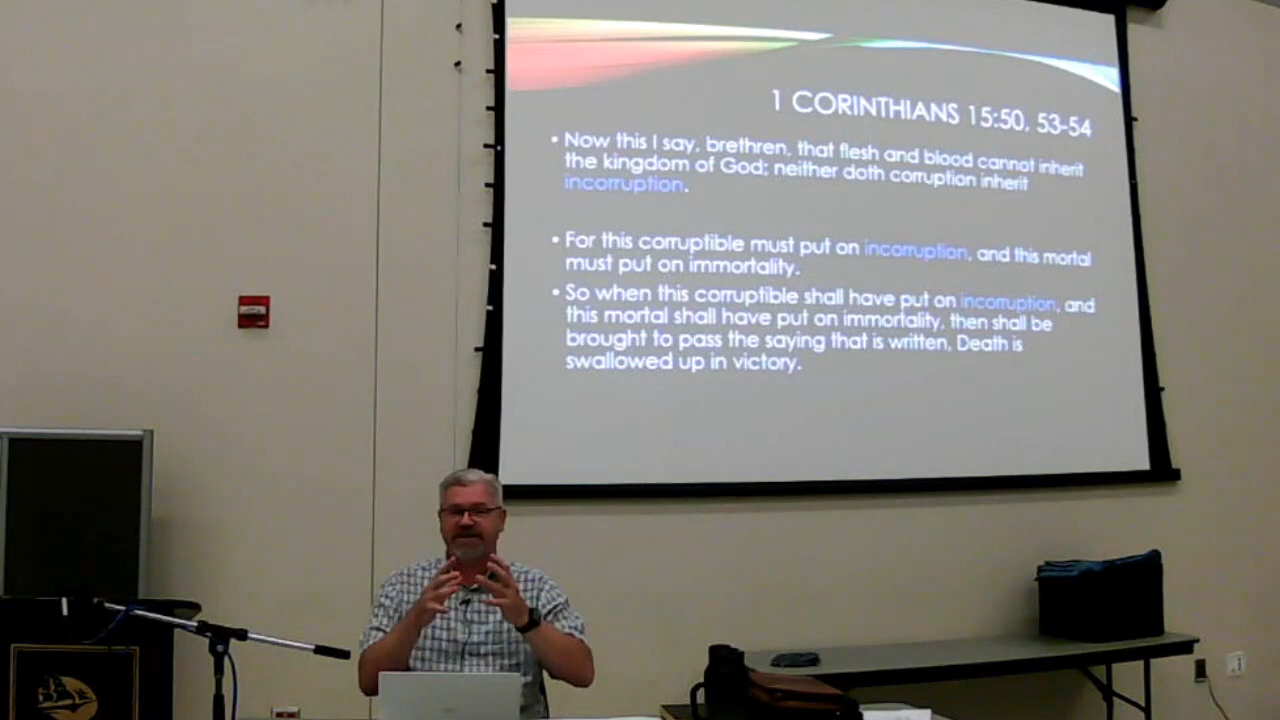 1 CORINTHIANS 15:50, 53-54
• Now this I say, brethren, that flesh and blood cannot inherit
the kingdom of God; neither doth corruption inherit
incorruption.
• For this corruptible must put on incorruption, and this mortal
must put on immortality.
• So when this corruptible shall have put on incorruption, and
this mortal shall have put on immortality, then shall be
brought to pass the saying that is written, Death is
swallowed up in victory.